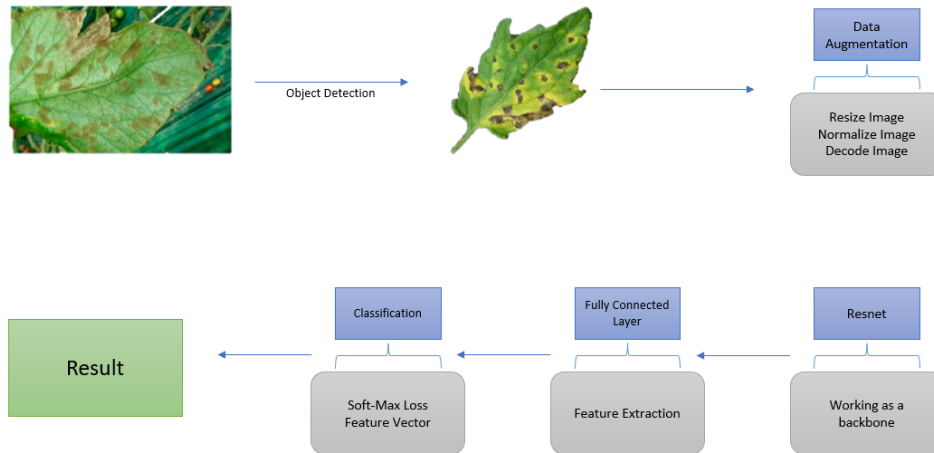 Object Detection
Data
Augmentation
Resize Image
Normalize Image
Decode Image
Resnet
Working as a
backbone
Fully Connected
Layer
Feature Extraction
Classification
Soft-Max Loss
Feature Vector
Result